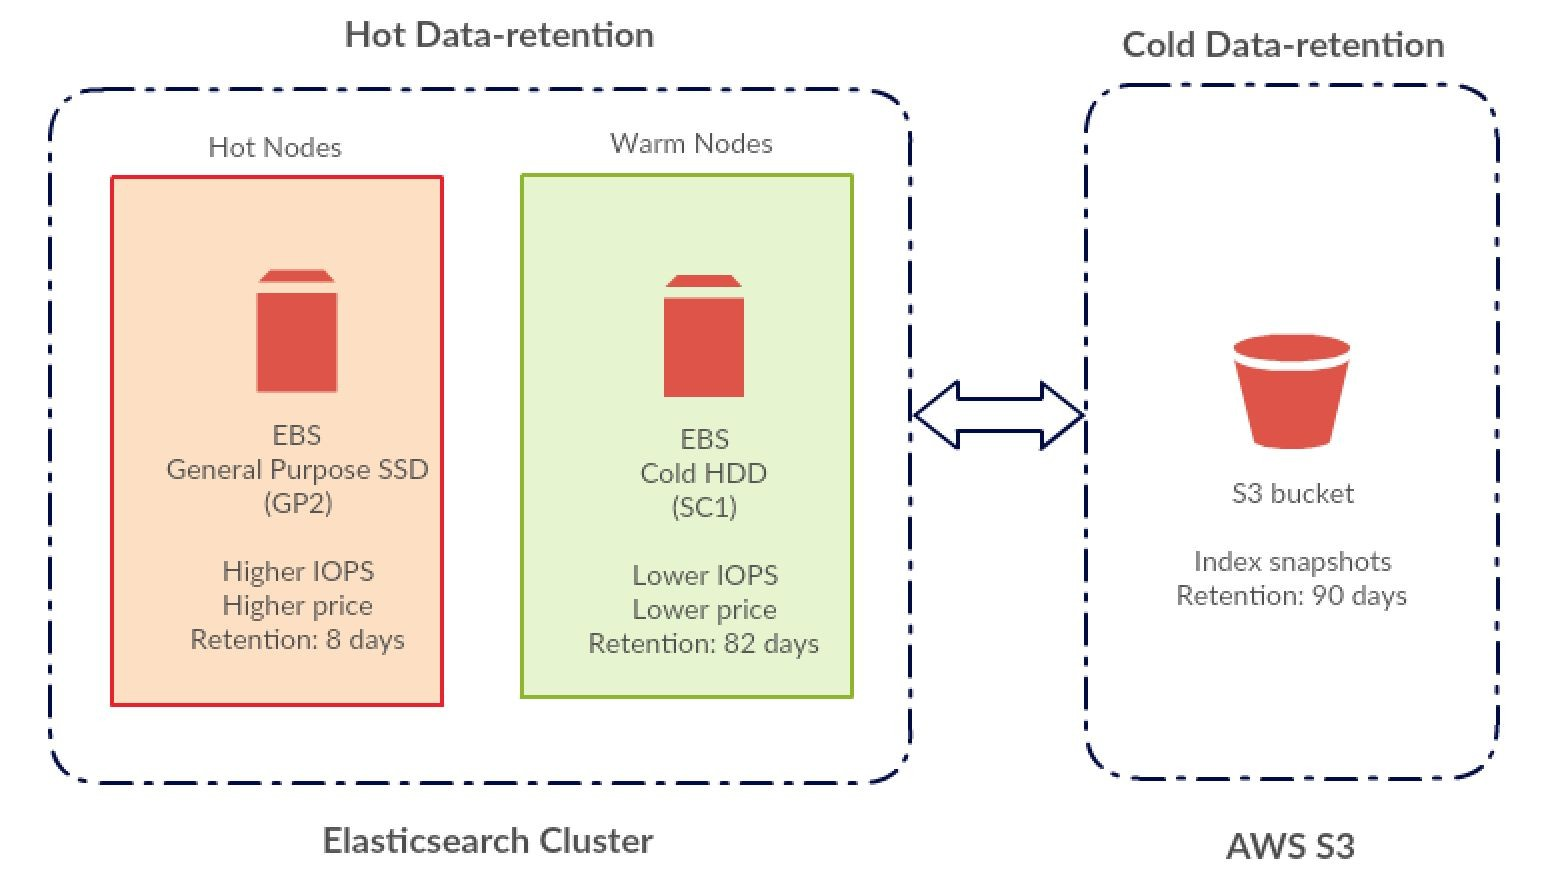 Hot Data-retention
Hot Nodes
EBS
General Purpose SSD
(GP2)
Higher IOPS
Higher price
Retention: 8 days
Warm Nodes
EBS
Cold HDD
(SC1)
Lower IOPS
Lower price
Retention: 82 days
Elasticsearch Cluster
Cold Data-retention
S3 bucket
Index snapshots
Retention: 90 days
AWS S3